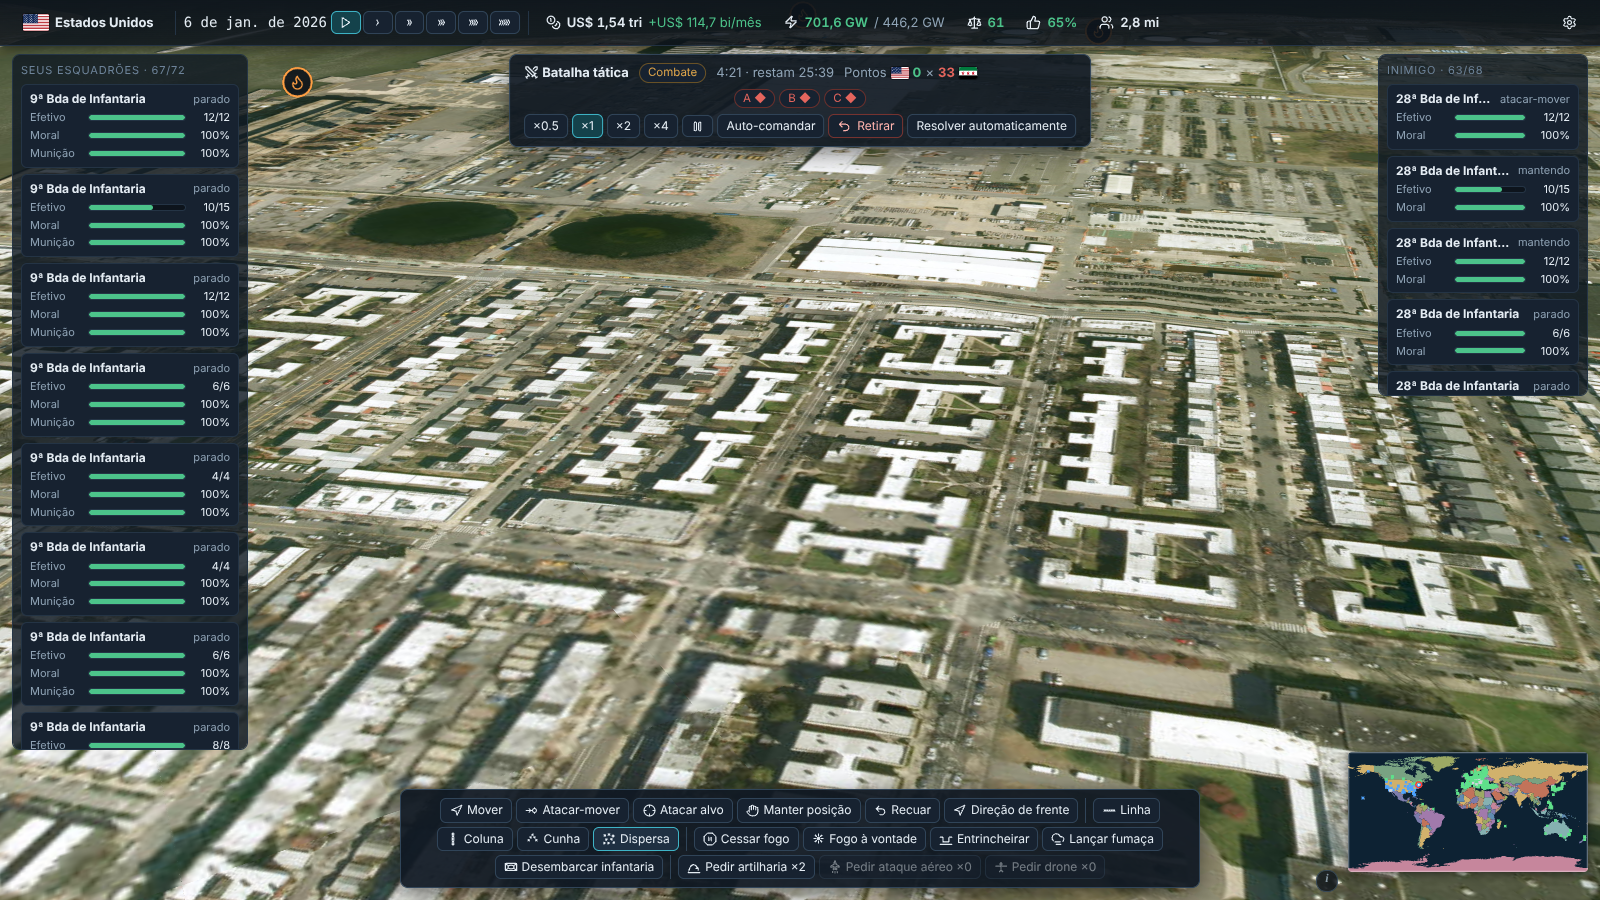 Estados Unidos
6 de jan. de 2026
US$ 1,54 tri +US$ 114,7 bi/mês
701,6 GW / 446,2 GW
61
65%
2,8 mi
SEUS ESQUADRÕES · 67/72
9ª Bda de Infantaria parado
Efetivo 12/12
Moral 100%
Munição 100%
9ª Bda de Infantaria parado
Efetivo 10/15
Moral 100%
Munição 100%
9ª Bda de Infantaria parado
Efetivo 12/12
Moral 100%
Munição 100%
9ª Bda de Infantaria parado
Efetivo 6/6
Moral 100%
Munição 100%
9ª Bda de Infantaria parado
Efetivo 4/4
Moral 100%
Munição 100%
9ª Bda de Infantaria parado
Efetivo 4/4
Moral 100%
Munição 100%
9ª Bda de Infantaria parado
Efetivo 6/6
Moral 100%
Munição 100%
9ª Bda de Infantaria parado
Efetivo 8/8
Batalha tática Combate 4:21 · restam 25:39 Pontos 0 × 33
A ◆ B ◆ C ◆
×0.5 ×1 ×2 ×4 Auto-comandar Retirar Resolver automaticamente
INIMIGO · 63/68
28ª Bda de Inf... atacar-mover
Efetivo 12/12
Moral 100%
28ª Bda de Infant... mantendo
Efetivo 10/15
Moral 100%
28ª Bda de Infant... mantendo
Efetivo 12/12
Moral 100%
28ª Bda de Infantaria parado
Efetivo 6/6
Moral 100%
28ª Bda de Infantaria parado
Mover Atacar-mover Atacar alvo Manter posição Recuar Direção de frente Linha
Coluna Cunha Dispersa Cessar fogo Fogo à vontade Entrincheirar Lançar fumaça
Desembarcar infantaria Pedir artilharia ×2 Pedir ataque aéreo ×0 Pedir drone ×0
i